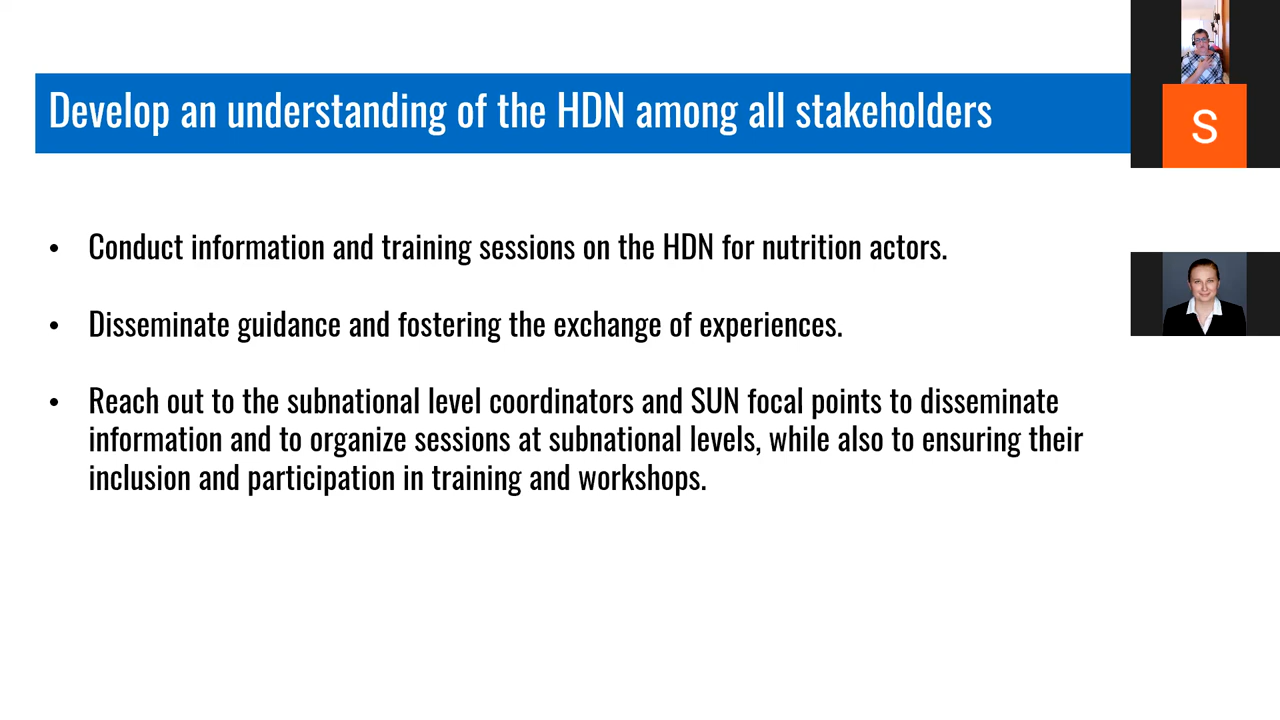 Develop an understanding of the HDN among all stakeholders
S
• Conduct information and training sessions on the HDN for nutrition actors.
• Disseminate guidance and fostering the exchange of experiences.
• Reach out to the subnational level coordinators and SUN focal points to disseminate
information and to organize sessions at subnational levels, while also to ensuring their
inclusion and participation in training and workshops.